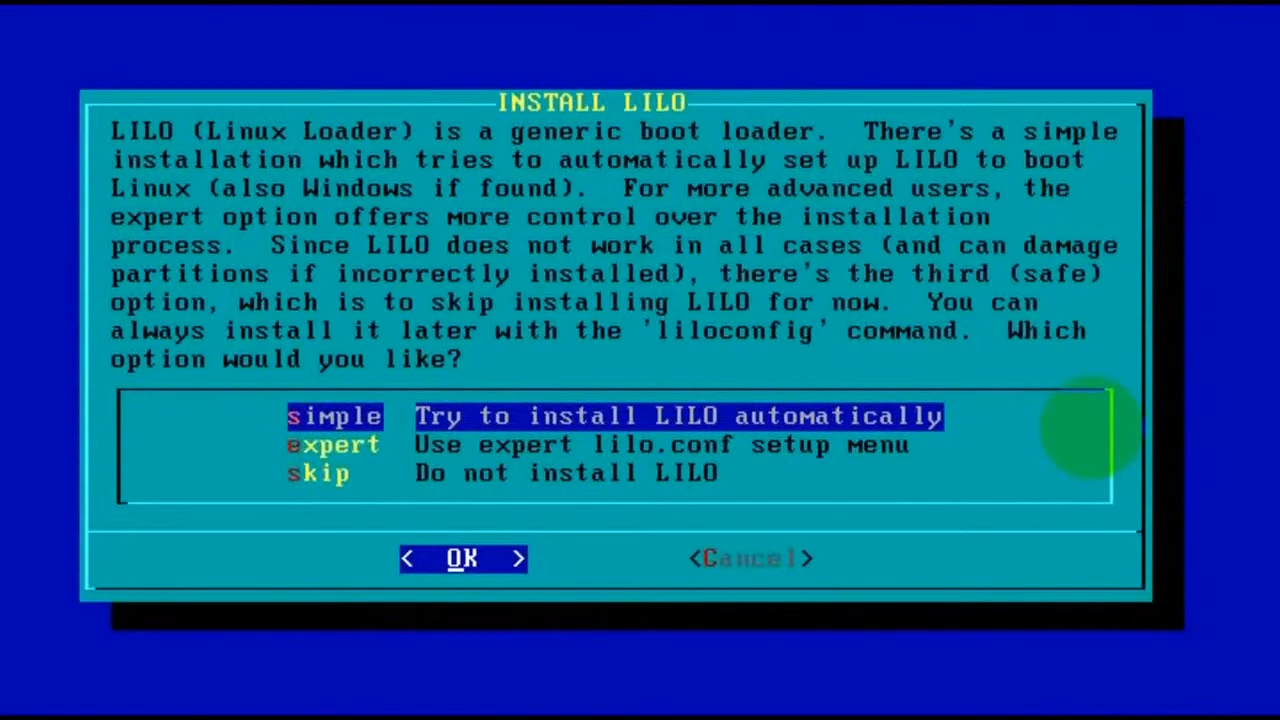 INSTALL LILO
LILO (Linux Loader) is a generic boot loader.  There's a simple
installation which tries to automatically set up LILO to boot
Linux (also Windows if found).  For more advanced users, the
expert option offers more control over the installation
process.  Since LILO does not work in all cases (and can damage
partitions if incorrectly installed), there's the third (safe)
option, which is to skip installing LILO for now.  You can
always install it later with the 'liloconfig' command.  Which
option would you like?
simple  Try to install LILO automatically
expert  Use expert lilo.conf setup menu
skip  Do not install LILO
<  OK  >  <Cancel>